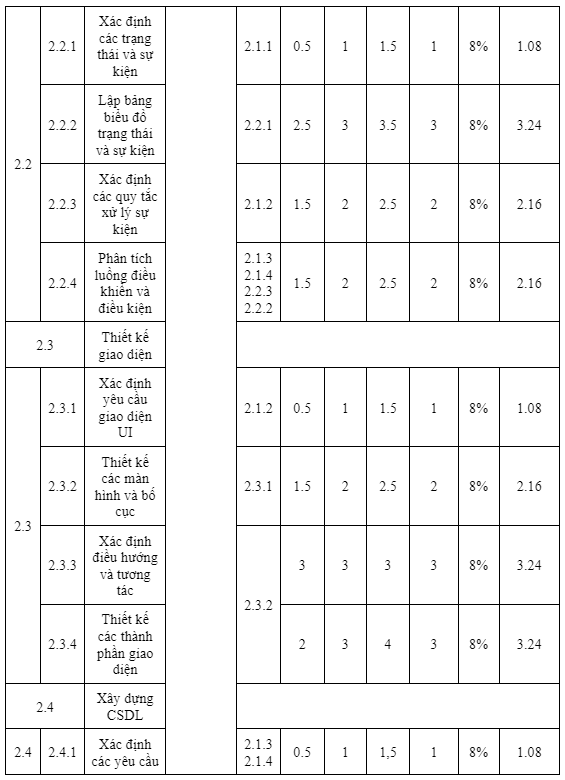 Xác định
các trạng
thái và sự
kiện
2.2.1
2.1.1
0.5
1
1.5
1
8%
1.08
2.2
Lập bảng
biểu đồ
trạng thái
và sự kiện
2.2.2
2.2.1
2.5
3
3.5
3
8%
3.24
Xác định
các quy tắc
xử lý sự
kiện
2.2.3
2.1.2
1.5
2
2.5
2
8%
2.16
Phân tích
luồng điều
khiển và
điều kiện
2.2.4
2.1.3
2.1.4
2.2.3
2.2.2
1.5
2
2.5
2
8%
2.16
2.3
Thiết kế
giao diện
2.3
2.3.1
Xác định
yêu cầu
giao diện
UI
2.1.2
0.5
1
1.5
1
8%
1.08
2.3.2
Thiết kế
các màn
hình và bố
cục
2.3.1
1.5
2
2.5
2
8%
2.16
2.3.3
Xác định
điều hướng
và tương
tác
2.3.2
3
3
3
3
8%
3.24
2.3.4
Thiết kế
các thành
phần giao
diện
2
3
4
3
8%
3.24
2.4
Xây dựng
CSDL
2.4
2.4.1
Xác định
các yêu cầu
2.1.3
2.1.4
0.5
1
1,5
1
8%
1.08